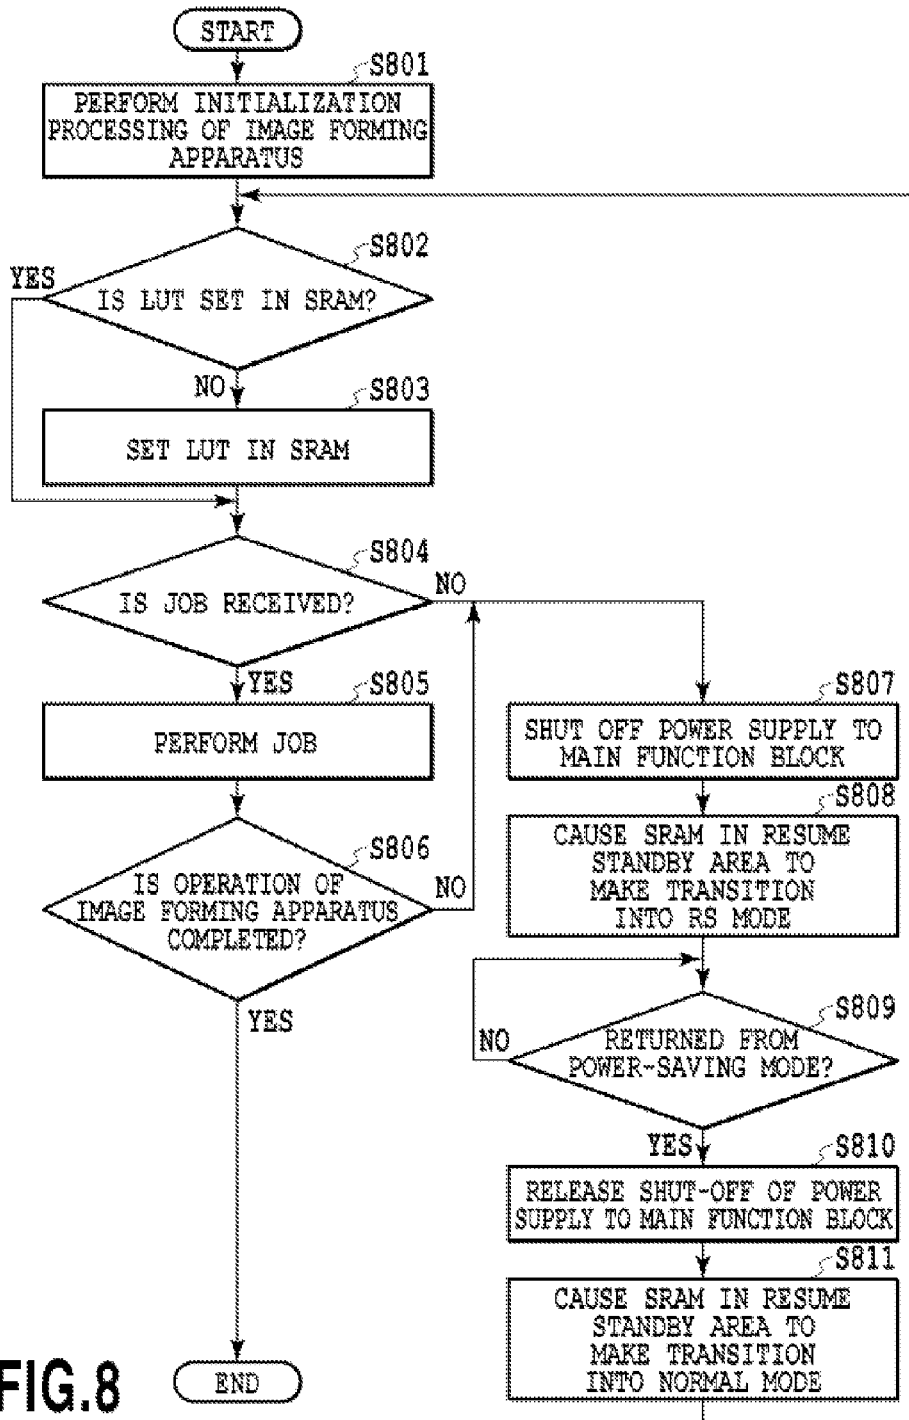 START
S801
PERFORM INITIALIZATION
PROCESSING OF IMAGE FORMING
APPARATUS
S802
YES
IS LUT SET IN SRAM?
NO
S803
SET LUT IN SRAM
S804
NO
IS JOB RECEIVED?
YES
S805
PERFORM JOB
S806
NO
IS OPERATION OF
IMAGE FORMING APPARATUS
COMPLETED?
YES
S807
SHUT OFF POWER SUPPLY TO
MAIN FUNCTION BLOCK
S808
CAUSE SRAM IN RESUME
STANDBY AREA TO
MAKE TRANSITION
INTO RS MODE
S809
NO
RETURNED FROM
POWER-SAVING MODE?
YES
S810
RELEASE SHUT-OFF OF POWER
SUPPLY TO MAIN FUNCTION BLOCK
S811
CAUSE SRAM IN RESUME
STANDBY AREA TO
MAKE TRANSITION
INTO NORMAL MODE
END
FIG.8